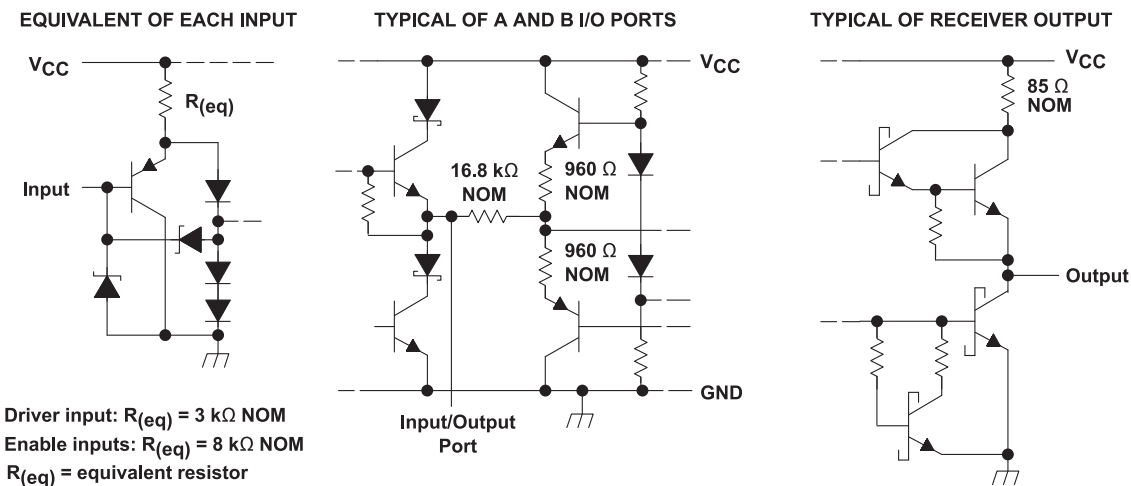 EQUIVALENT OF EACH INPUT
VCC
R(eq)
Input
Driver input: R(eq) = 3 kΩ NOM
Enable inputs: R(eq) = 8 kΩ NOM
R(eq) = equivalent resistor
TYPICAL OF A AND B I/O PORTS
VCC
16.8 kΩ
NOM
960 Ω
NOM
960 Ω
NOM
GND
Input/Output
Port
TYPICAL OF RECEIVER OUTPUT
VCC
85 Ω
NOM
Output